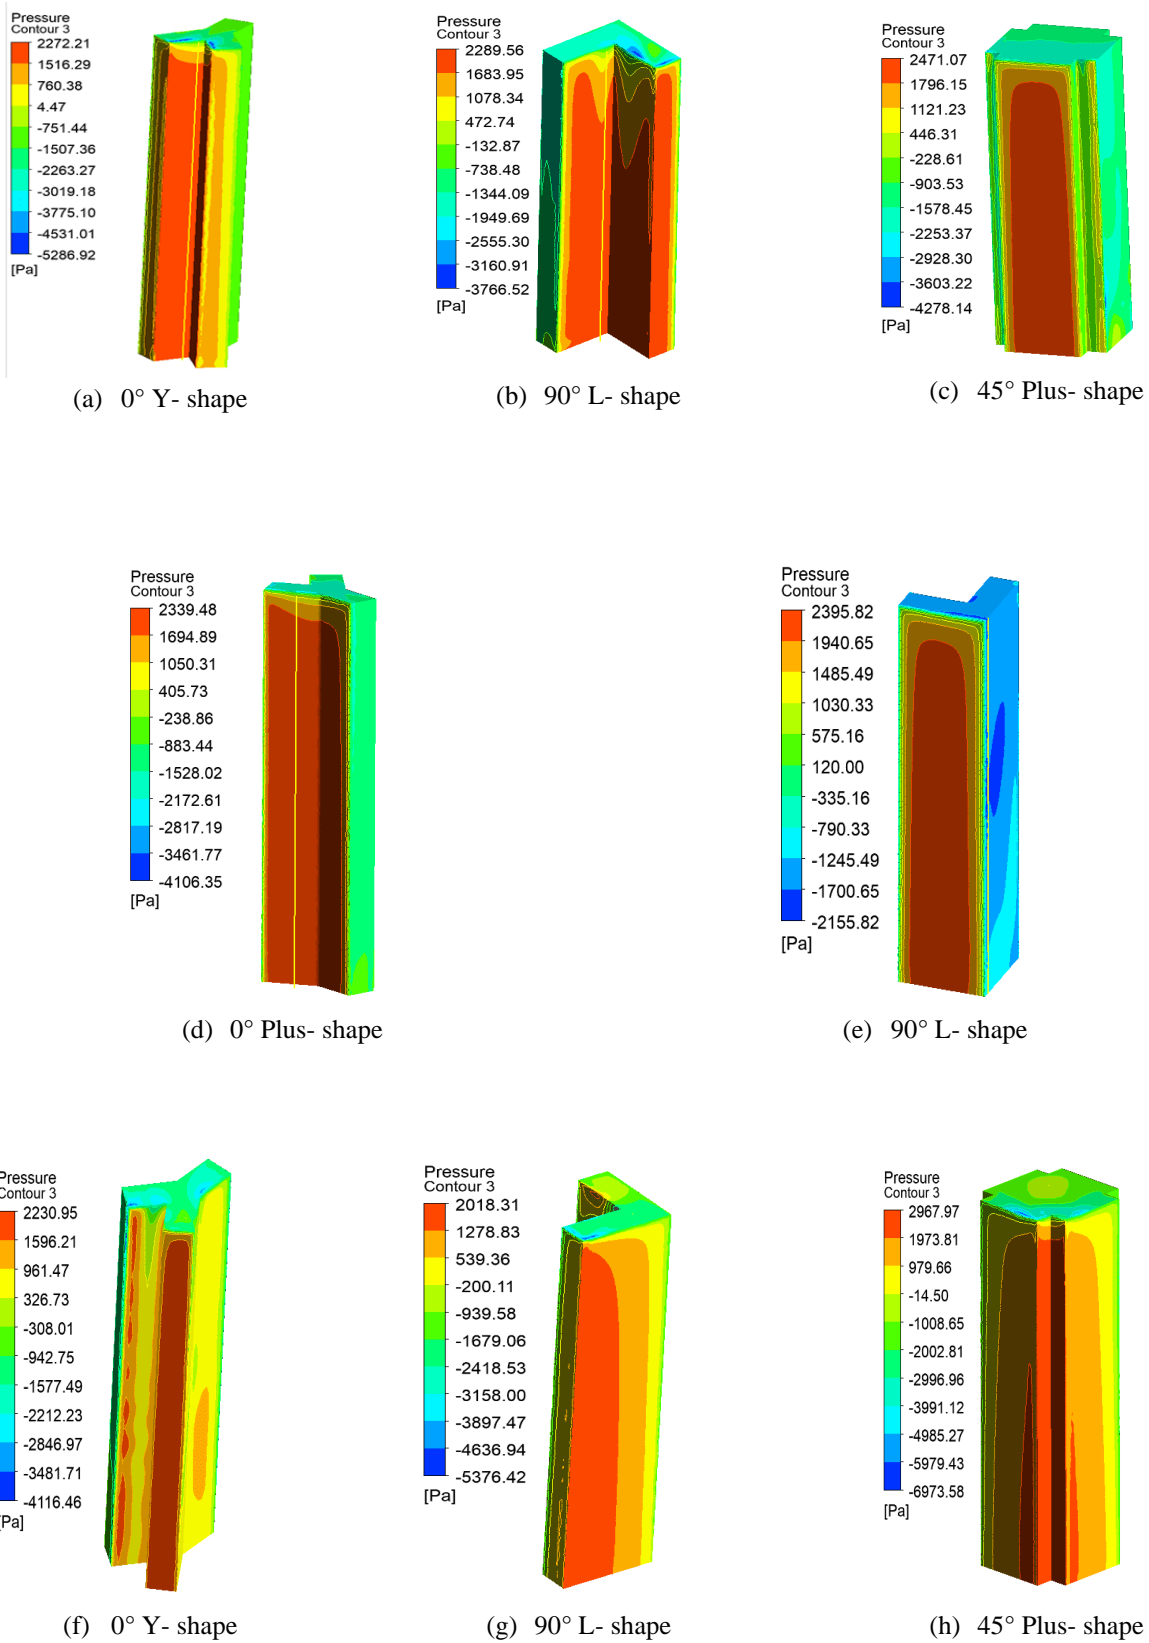 Pressure
Contour 3
2272.21
1516.29
760.38
4.47
-751.44
-1507.36
-2263.27
-3019.18
-3775.10
-4531.01
-5286.92
[Pa]
(a) 0° Y- shape
Pressure
Contour 3
2289.56
1683.95
1078.34
472.74
-132.87
-738.48
-1344.09
-1949.69
-2555.30
-3160.91
-3766.52
[Pa]
(b) 90° L- shape
Pressure
Contour 3
2471.07
1796.15
1121.23
446.31
-228.61
-903.53
-1578.45
-2253.37
-2928.30
-3603.22
-4278.14
[Pa]
(c) 45° Plus- shape
Pressure
Contour 3
2339.48
1694.89
1050.31
405.73
-238.86
-883.44
-1528.02
-2172.61
-2817.19
-3461.77
-4106.35
[Pa]
(d) 0° Plus- shape
Pressure
Contour 3
2395.82
1940.65
1485.49
1030.33
575.16
120.00
-335.16
-790.33
-1245.49
-1700.65
-2155.82
[Pa]
(e) 90° L- shape
Pressure
Contour 3
2230.95
1596.21
961.47
326.73
-308.01
-942.75
-1577.49
-2212.23
-2846.97
-3481.71
-4116.46
[Pa]
(f) 0° Y- shape
Pressure
Contour 3
2018.31
1278.83
539.36
-200.11
-939.58
-1679.06
-2418.53
-3158.00
-3897.47
-4636.94
-5376.42
[Pa]
(g) 90° L- shape
Pressure
Contour 3
2967.97
1973.81
979.66
-14.50
-1008.65
-2002.81
-2996.96
-3991.12
-4985.27
-5979.43
-6973.58
[Pa]
(h) 45° Plus- shape